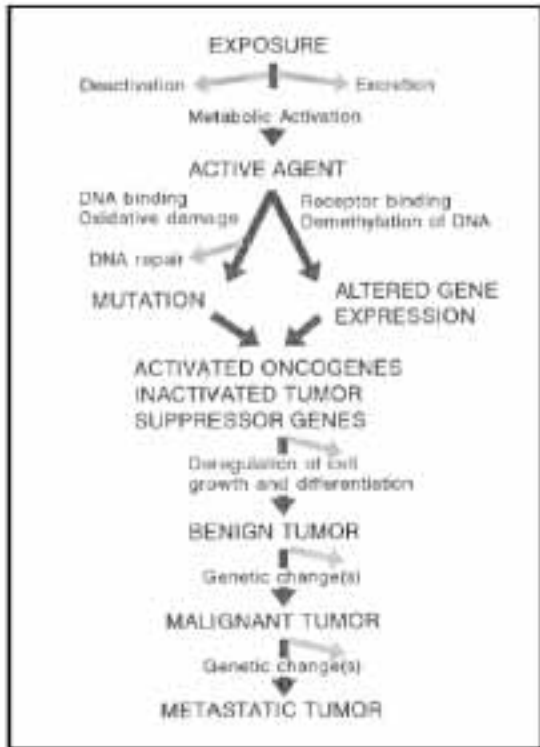 EXPOSURE
Deactivation
Excretion
Metabolic Activation
ACTIVE AGENT
DNA binding
Oxidative damage
Receptor binding
Demethylation of DNA
DNA repair
MUTATION
ALTERED GENE
EXPRESSION
ACTIVATED ONCOGENES
INACTIVATED TUMOR
SUPPRESSOR GENES
Deregulation of cell
growth and differentiation
BENIGN TUMOR
Genetic change(s)
MALIGNANT TUMOR
Genetic change(s)
METASTATIC TUMOR